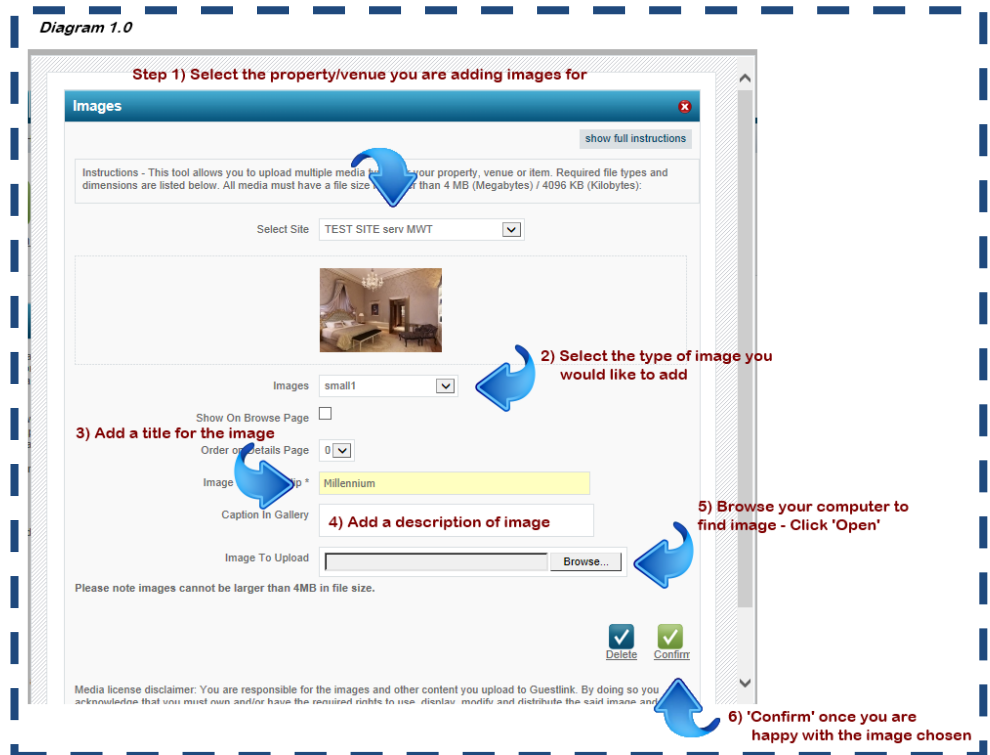 Diagram 1.0
Step 1) Select the property/venue you are adding images for
Images
show full instructions
Instructions - This tool allows you to upload multiple media your property, venue or item. Required file types and
dimensions are listed below. All media must have a file size than 4 MB (Megabytes) / 4096 KB (Kilobytes):
Select Site TEST SITE serv MWT
2) Select the type of image you
would like to add
Images small1
Show On Browse Page
3) Add a title for the image
Order on Details Page 0
Image * Millennium
Caption In Gallery
4) Add a description of image
5) Browse your computer to
find image - Click 'Open'
Image To Upload Browse...
Please note images cannot be larger than 4MB in file size.
Delete Confirm
Media license disclaimer: You are responsible for the images and other content you upload to Guestlink. By doing so you
acknowledge that you must own and/or have the required rights to use, display, modify and distribute the said image and
6) 'Confirm' once you are
happy with the image chosen